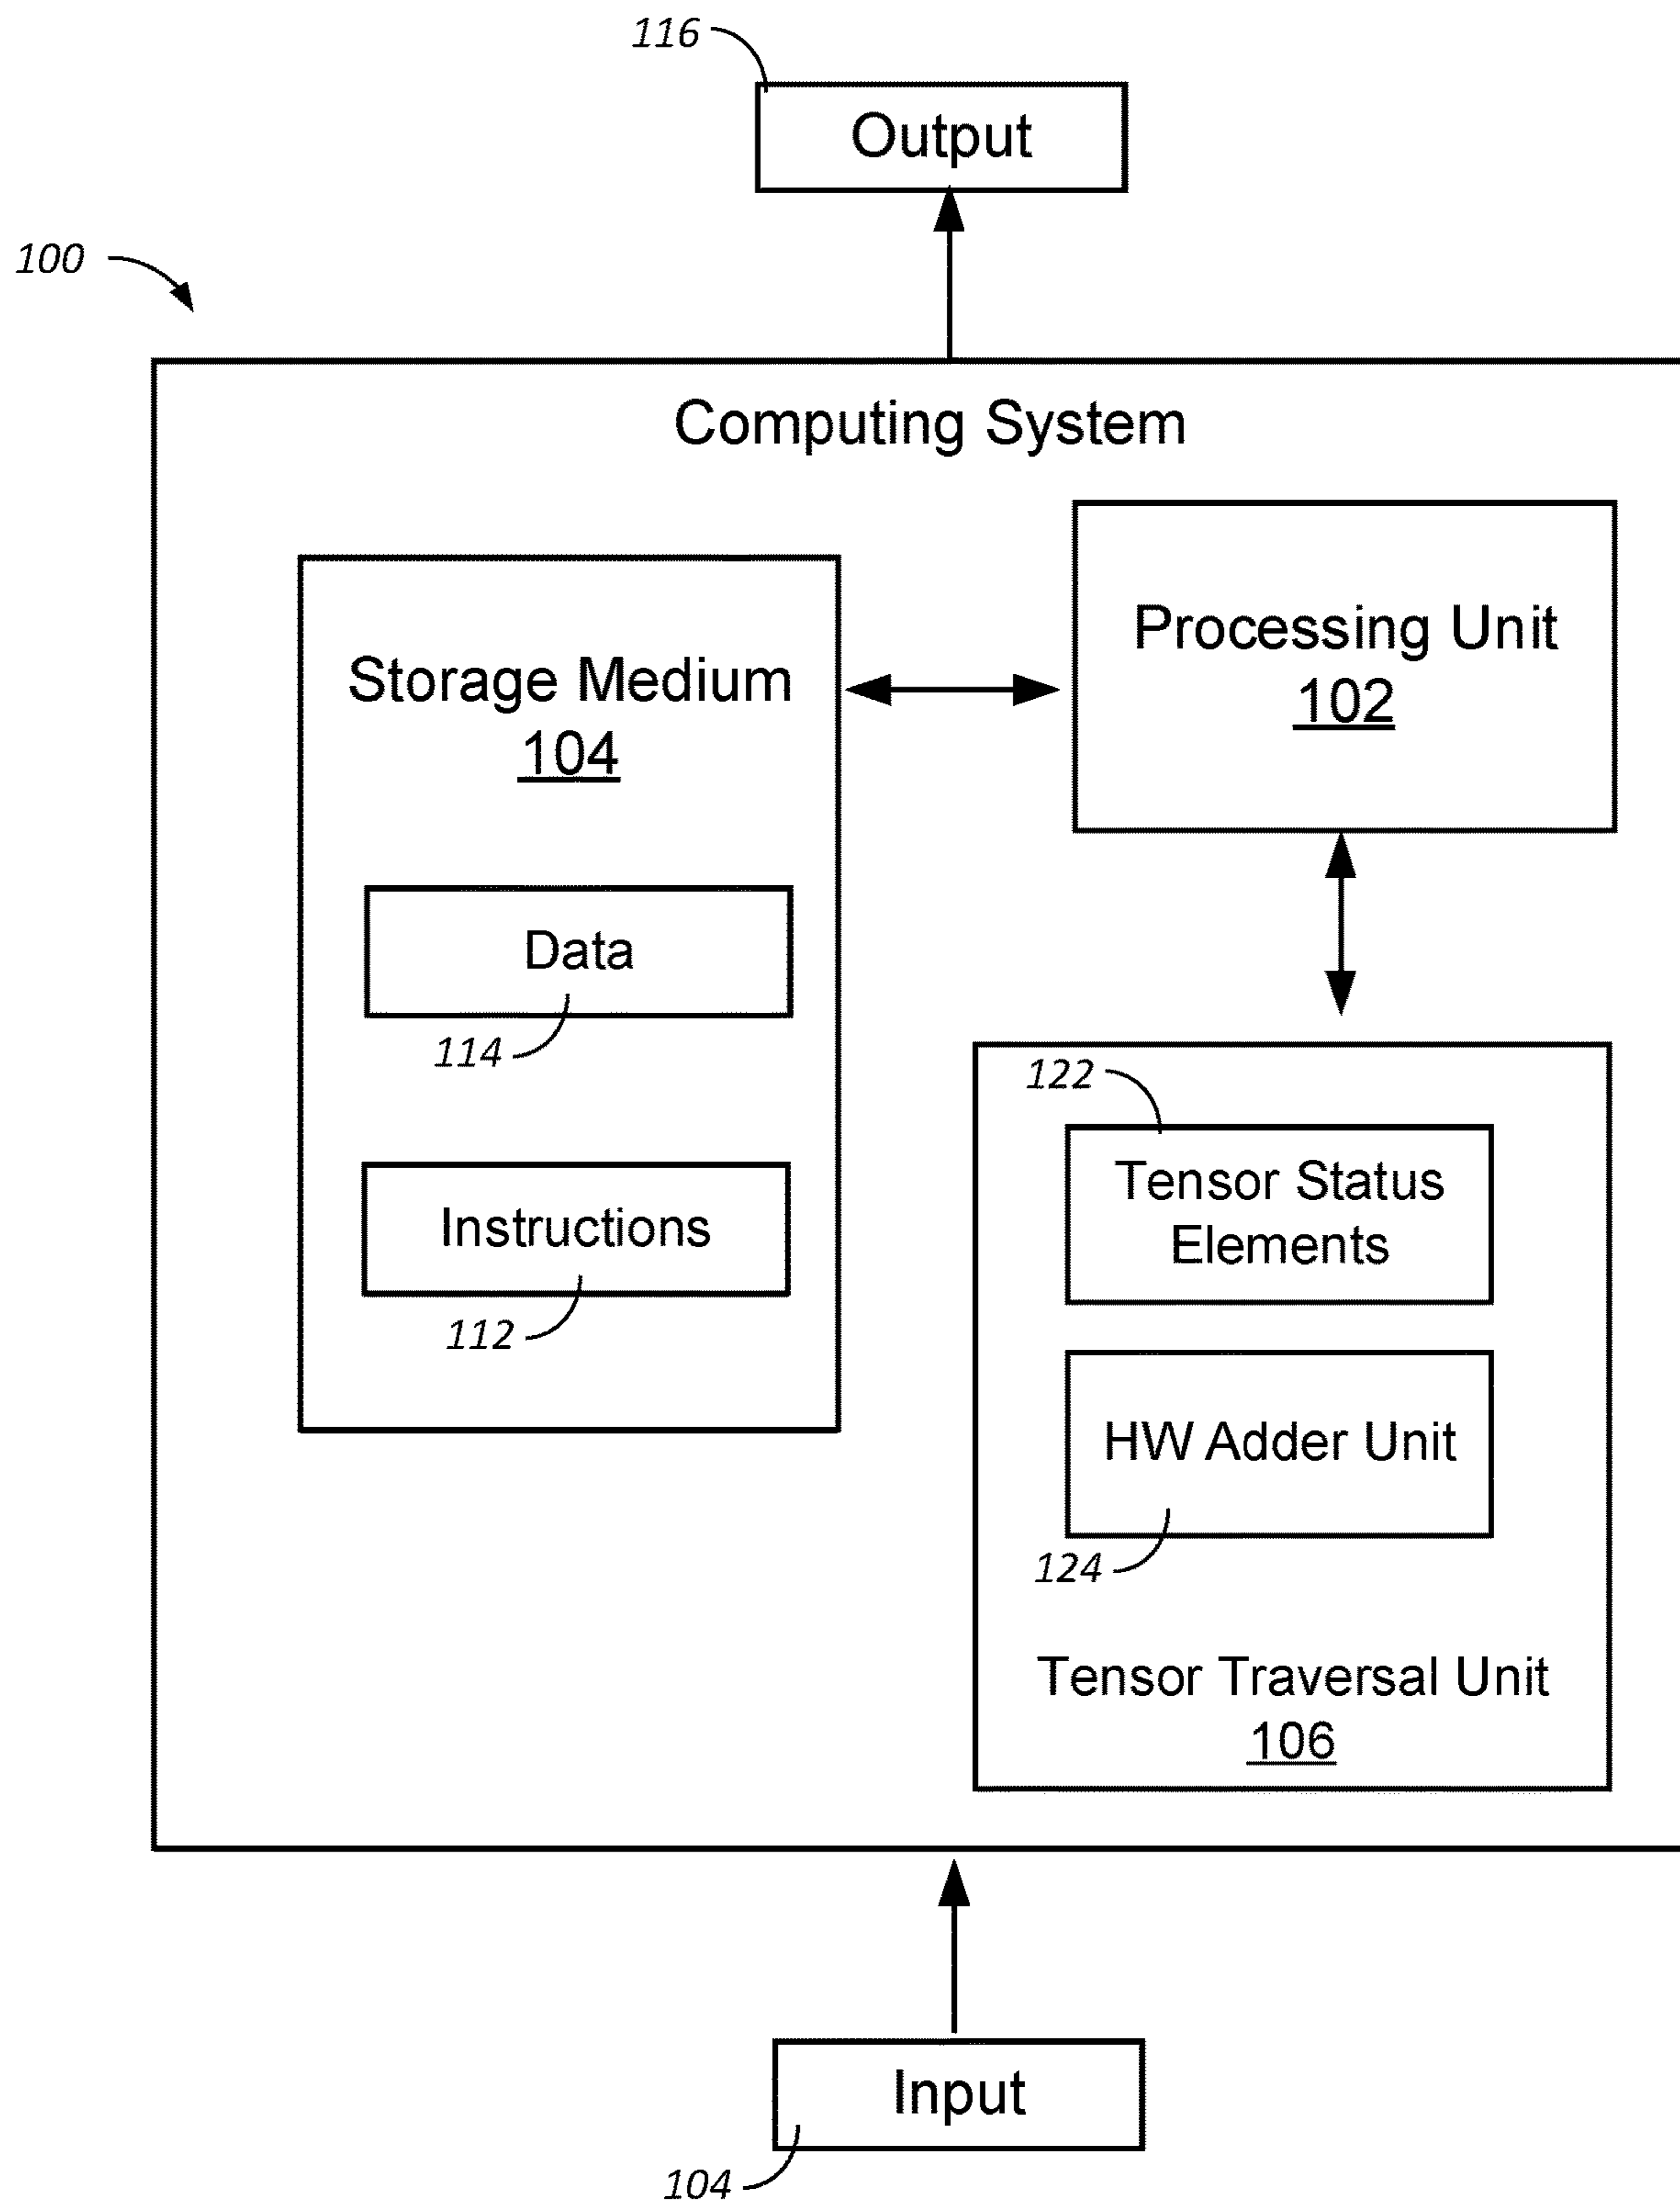 116
Output
100
Computing System
Processing Unit
102
Storage Medium
104
Data
114
Instructions
112
122
Tensor Status
Elements
HW Adder Unit
124
Tensor Traversal Unit
106
Input
104